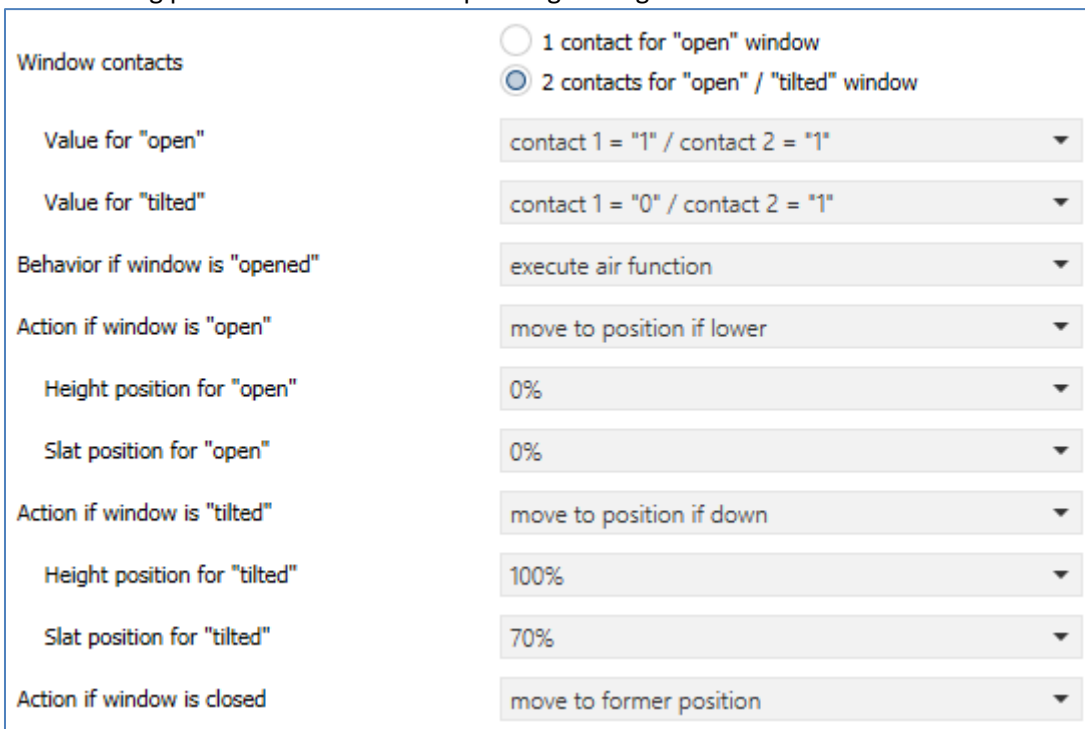 Window contacts
1 contact for "open" window
2 contacts for "open" / "tilted" window
Value for "open" contact 1 = "1" / contact 2 = "1"
Value for "tilted" contact 1 = "0" / contact 2 = "1"
Behavior if window is "opened" execute air function
Action if window is "open" move to position if lower
Height position for "open" 0%
Slat position for "open" 0%
Action if window is "tilted" move to position if down
Height position for "tilted" 100%
Slat position for "tilted" 70%
Action if window is closed move to former position